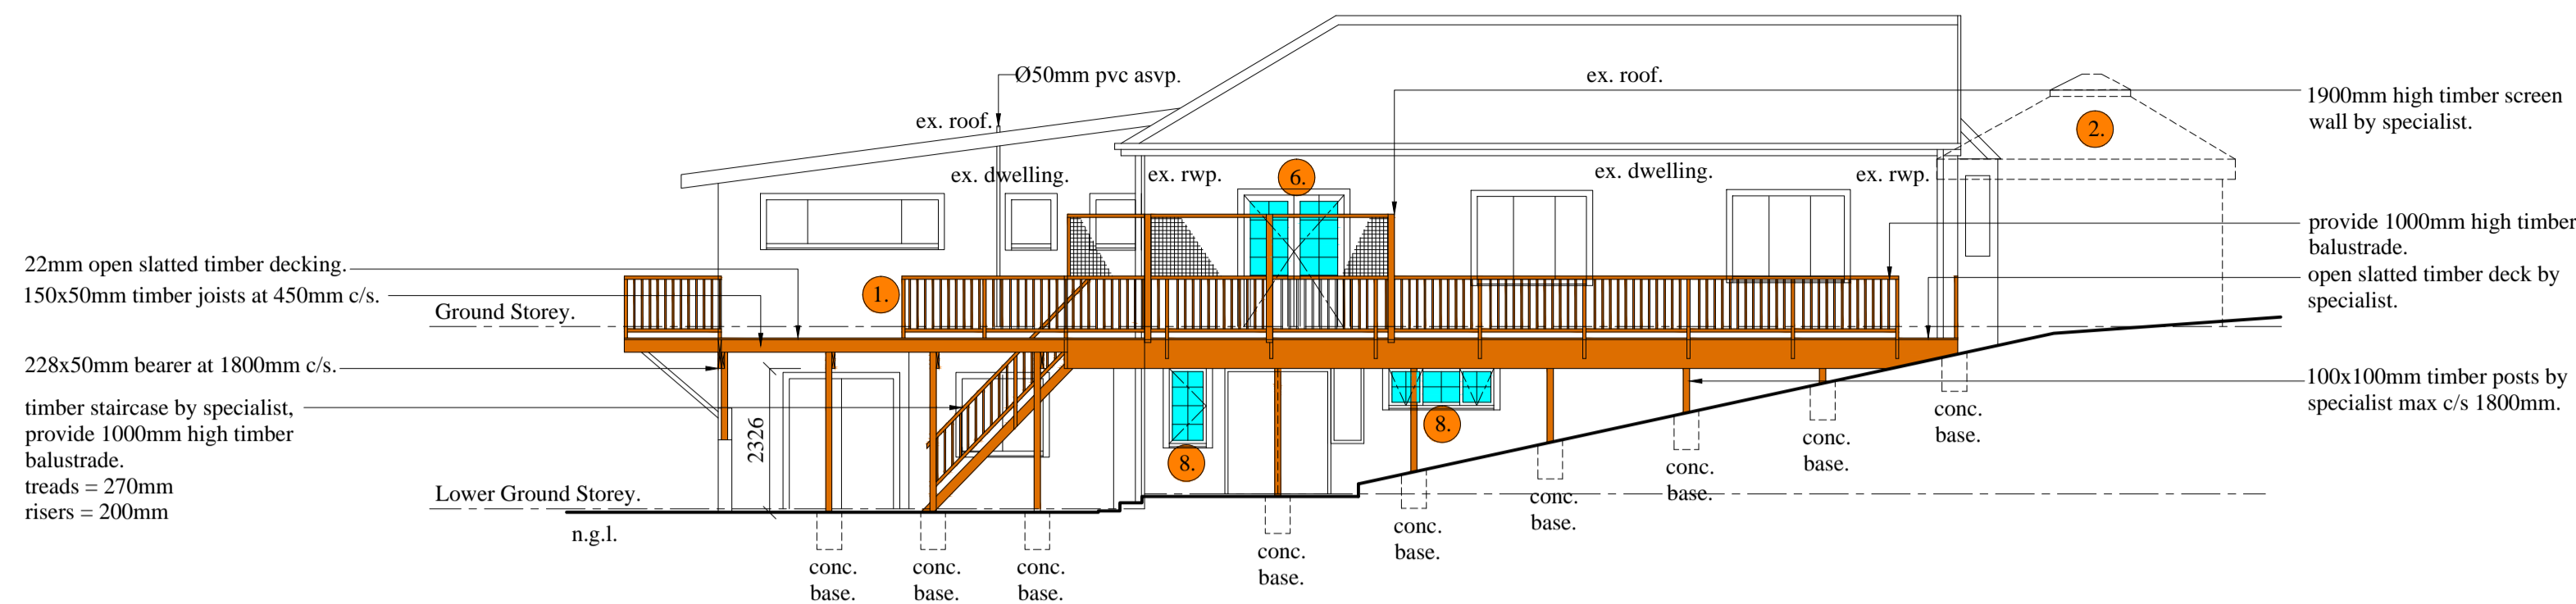 Ø50mm pvc asvp.
ex. roof.
ex. roof.
1900mm high timber screen
wall by specialist.
2.
ex. dwelling.
ex. rwp.
6.
ex. dwelling.
ex. rwp.
provide 1000mm high timber
balustrade.
open slatted timber deck by
specialist.
22mm open slatted timber decking.
150x50mm timber joists at 450mm c/s.
1.
Ground Storey.
228x50mm bearer at 1800mm c/s.
timber staircase by specialist,
provide 1000mm high timber
balustrade.
treads = 270mm
risers = 200mm
2326
Lower Ground Storey.
n.g.l.
8.
8.
100x100mm timber posts by
specialist max c/s 1800mm.
conc.
base.
conc.
base.
conc.
base.
conc.
base.
conc.
base.
conc.
base.
conc.
base.
conc.
base.
conc.
base.